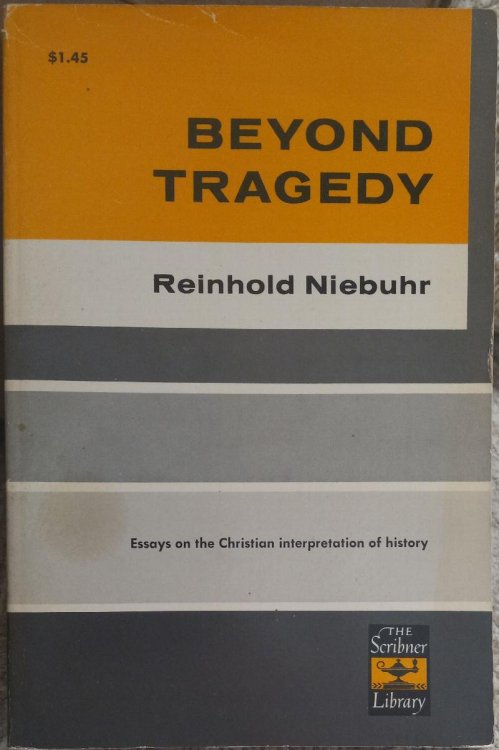 $1.45
BEYOND
TRAGEDY
Reinhold Niebuhr
Essays on the Christian interpretation of history
THE
Scribner
Library